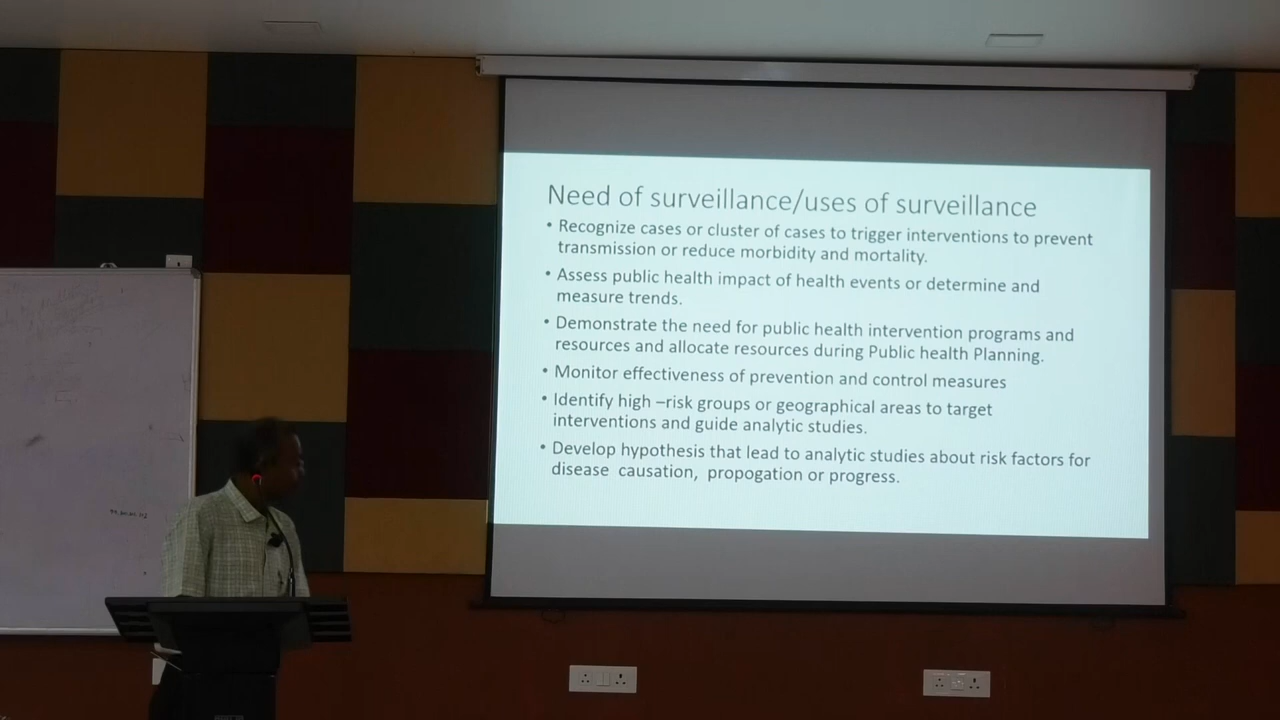 Need of surveillance/uses of surveillance
• Recognize cases or cluster of cases to trigger interventions to prevent
transmission or reduce morbidity and mortality.
• Assess public health impact of health events or determine and
measure trends.
• Demonstrate the need for public health intervention programs and
resources and allocate resources during Public health Planning.
• Monitor effectiveness of prevention and control measures
• Identify high –risk groups or geographical areas to target
interventions and guide analytic studies.
• Develop hypothesis that lead to analytic studies about risk factors for
disease causation, propogation or progress.